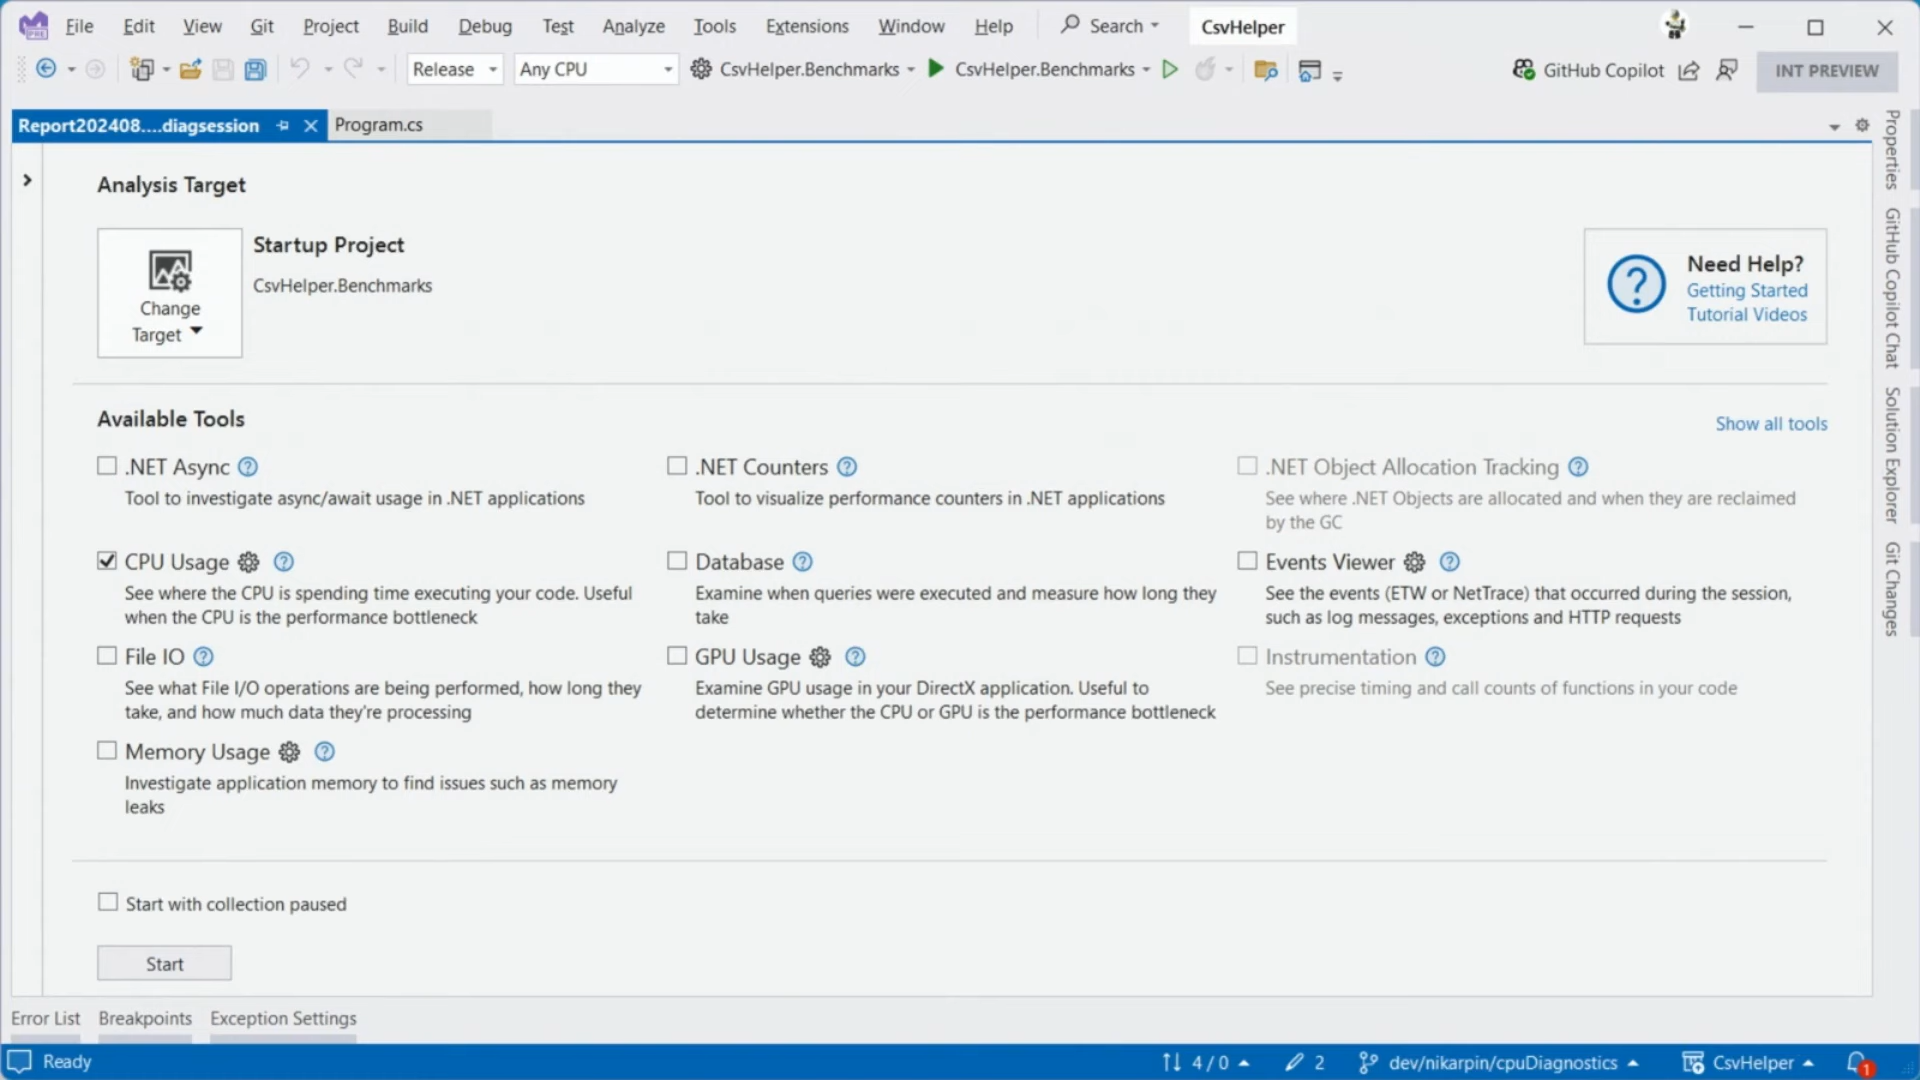 File Edit View Git Project Build Debug Test Analyze Tools Extensions Window Help Search CsvHelper
Release Any CPU CsvHelper.Benchmarks CsvHelper.Benchmarks GitHub Copilot INT PREVIEW
Report202408....diagsession Program.cs
Analysis Target
Change
Target
Startup Project
CsvHelper.Benchmarks
Need Help?
Getting Started
Tutorial Videos
Available Tools
Show all tools
.NET Async
Tool to investigate async/await usage in .NET applications
.NET Counters
Tool to visualize performance counters in .NET applications
.NET Object Allocation Tracking
See where .NET Objects are allocated and when they are reclaimed
by the GC
CPU Usage
See where the CPU is spending time executing your code. Useful
when the CPU is the performance bottleneck
Database
Examine when queries were executed and measure how long they
take
Events Viewer
See the events (ETW or NetTrace) that occurred during the session,
such as log messages, exceptions and HTTP requests
File IO
See what File I/O operations are being performed, how long they
take, and how much data they're processing
GPU Usage
Examine GPU usage in your DirectX application. Useful to
determine whether the CPU or GPU is the performance bottleneck
Instrumentation
See precise timing and call counts of functions in your code
Memory Usage
Investigate application memory to find issues such as memory
leaks
Start with collection paused
Start
Properties
GitHub Copilot Chat
Solution Explorer
Git Changes
Error List Breakpoints Exception Settings
Ready 4 / 0 2 dev/nikarpin/cpuDiagnostics CsvHelper 1